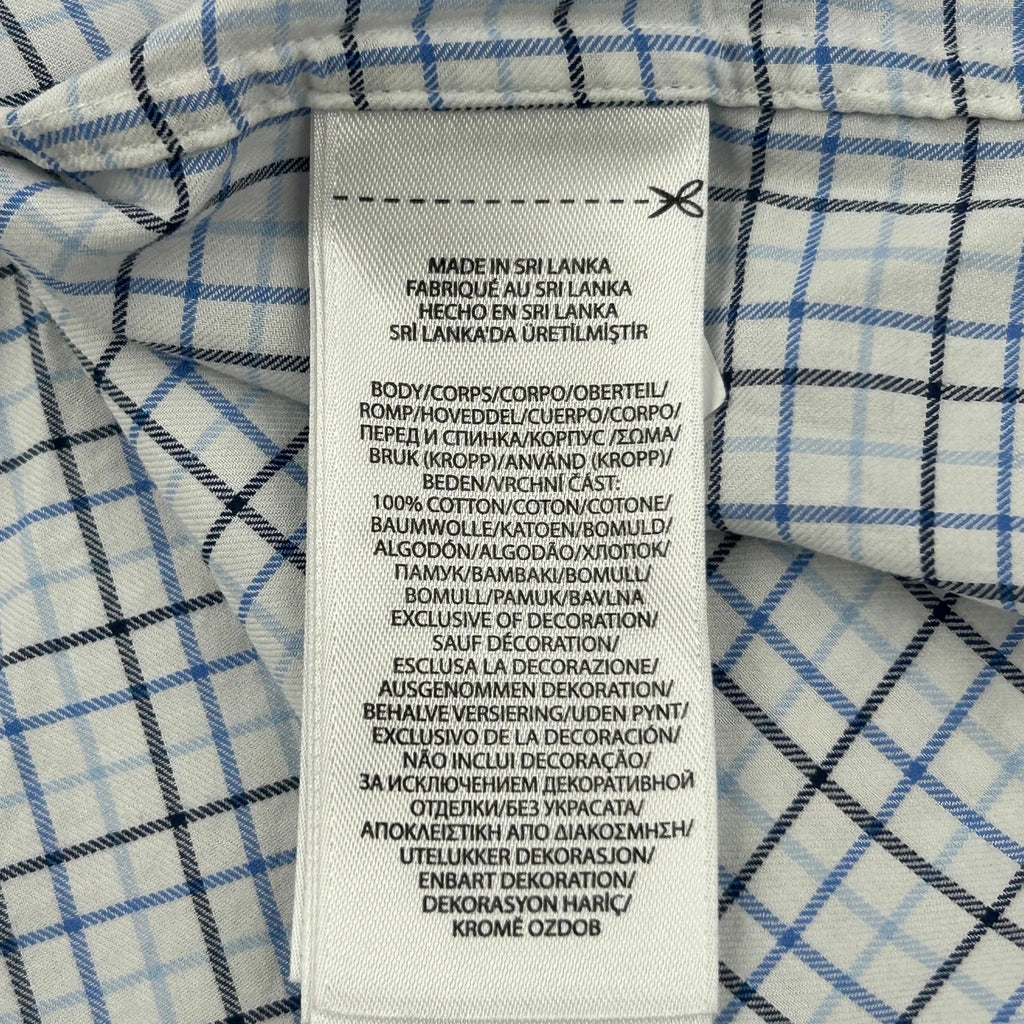 MADE IN SRI LANKA
FABRIQUÉ AU SRI LANKA
HECHO EN SRI LANKA
SRİ LANKA'DA ÜRETİLMİŞTİR
BODY/CORPS/CORPO/OBERTEIL/
ROMP/HOVEDDEL/CUERPO/CORPO/
ПЕРЕД И СПИНКА/КОРПУС /ΣΩΜΑ/
BRUK (KROPP)/ANVÄND (KROPP)/
BEDEN/VRCHNÍ ČÁST:
100% COTTON/COTON/COTONE/
BAUMWOLLE/KATOEN/BOMULD/
ALGODÓN/ALGODÃO/ХЛОПОК/
ПАМУК/ΒΑΜΒΑΚΙ/BOMULL/
BOMULL/PAMUK/BAVLNA
EXCLUSIVE OF DECORATION/
SAUF DÉCORATION/
ESCLUSA LA DECORAZIONE/
AUSGENOMMEN DEKORATION/
BEHALVE VERSIERING/UDEN PYNT/
EXCLUSIVO DE LA DECORACIÓN/
NÃO INCLUI DECORAÇÃO/
ЗА ИСКЛЮЧЕНИЕМ ДЕКОРАТИВНОЙ
ОТДЕЛКИ/БЕЗ УКРАСАТА/
ΑΠΟΚΛΕΙΣΤΙΚΗ ΑΠΟ ΔΙΑΚΟΣΜΗΣΗ/
UTELUKKER DEKORASJON/
ENBART DEKORATION/
DEKORASYON HARİÇ/
KROMĚ OZDOB